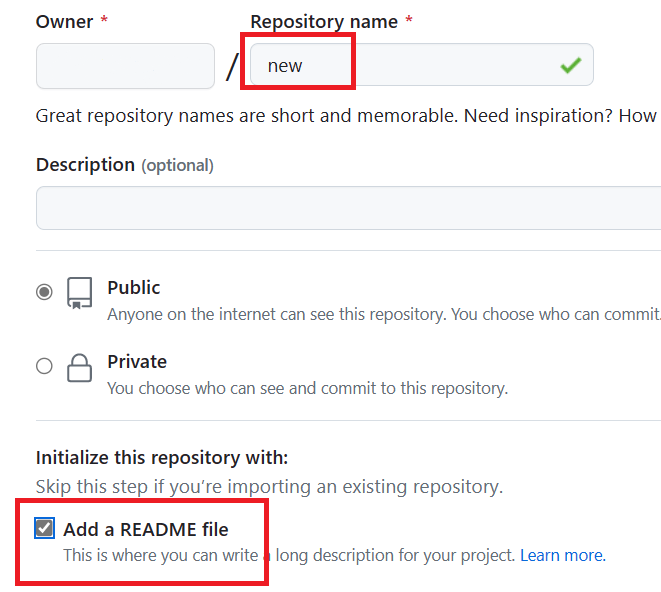 Owner * Repository name *
/ new
Great repository names are short and memorable. Need inspiration? How
Description (optional)
Public
Anyone on the internet can see this repository. You choose who can commit.
Private
You choose who can see and commit to this repository.
Initialize this repository with:
Skip this step if you’re importing an existing repository.
Add a README file
This is where you can write a long description for your project. Learn more.